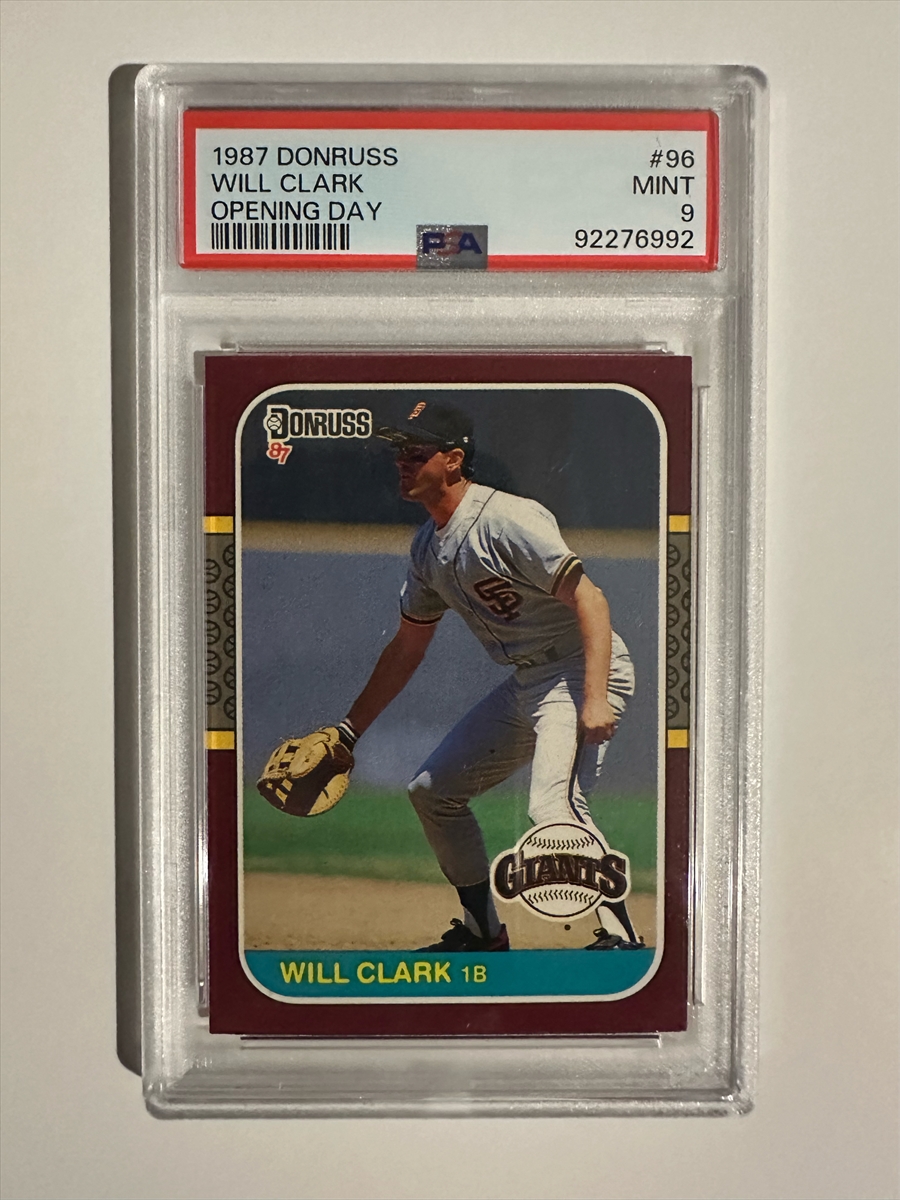 1987 DONRUSS #96
WILL CLARK MINT
OPENING DAY 9
PSA 92276992
DONRUSS
'87
SF
GIANTS
WILL CLARK 1B